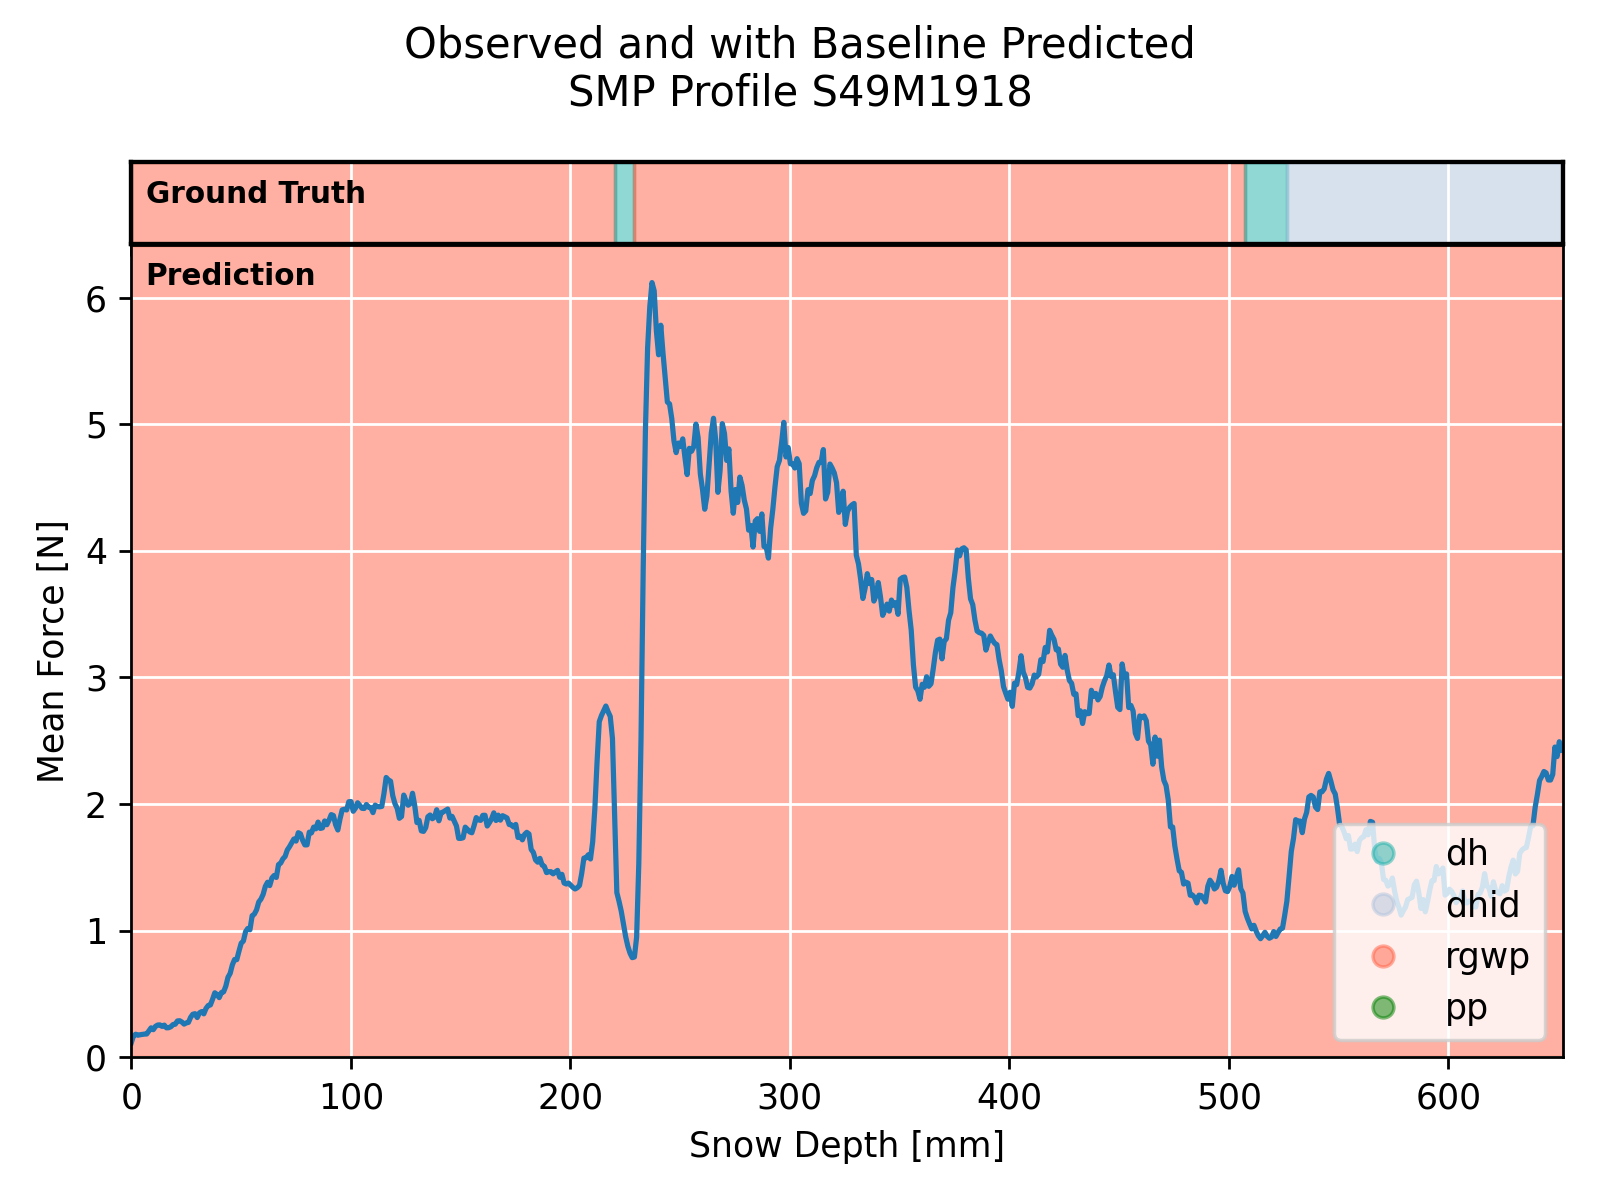 Observed and with Baseline Predicted
SMP Profile S49M1918
Ground Truth
Prediction
6
5
4
3
2
1
0
Mean Force [N]
dh
dhid
rgwp
pp
0 100 200 300 400 500 600
Snow Depth [mm]